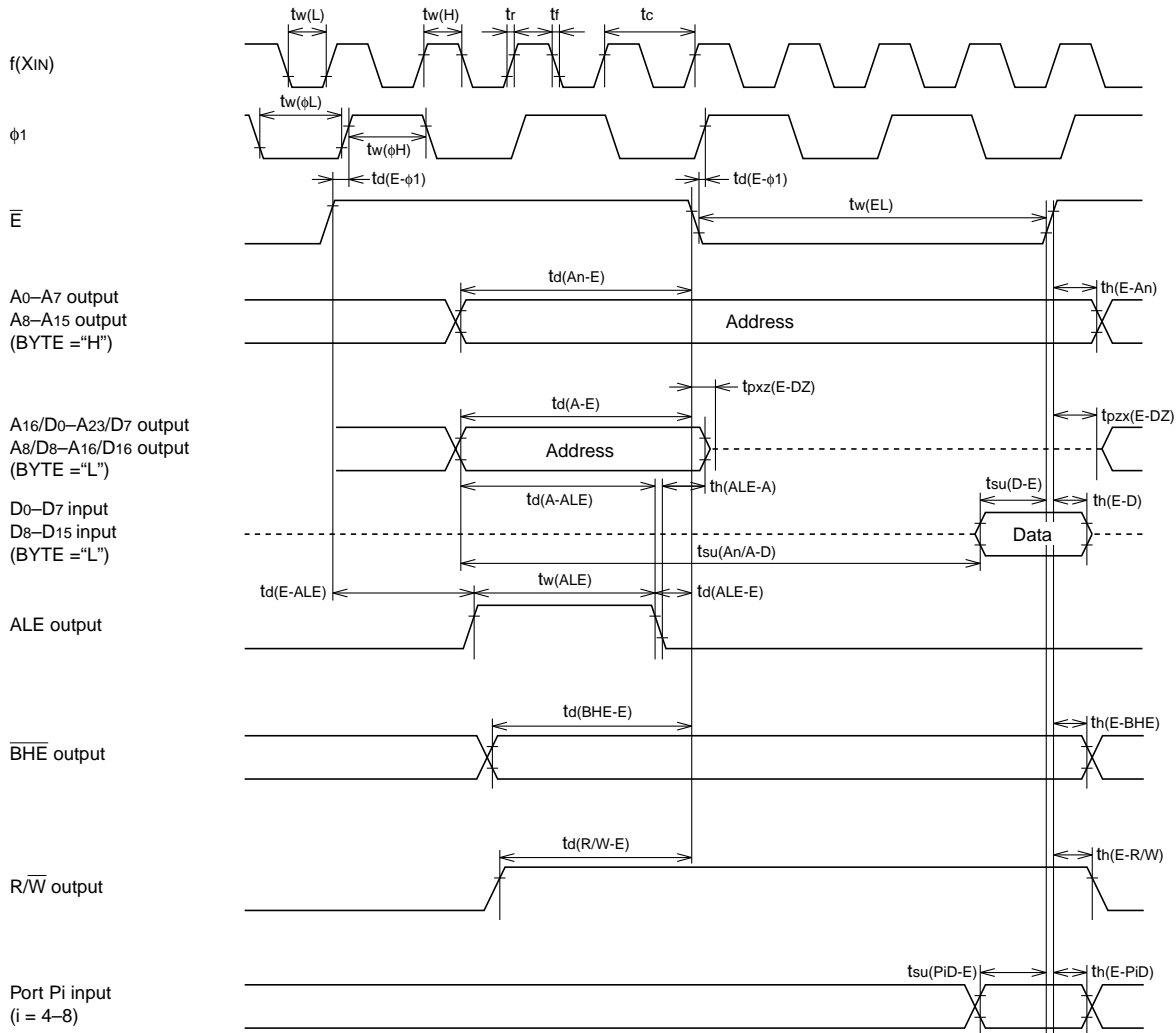 tw(L) tw(H) tr tf tc
f(XIN)
tw(ϕL)
ϕ1
tw(ϕH)
td(E-ϕ1) td(E-ϕ1)
E
tw(EL)
td(An-E) th(E-An)
A0–A7 output
A8–A15 output
(BYTE =“H”)
Address
tpxz(E-DZ)
td(A-E) tpzx(E-DZ)
A16/D0–A23/D7 output
A8/D8–A16/D16 output
(BYTE =“L”)
Address
td(A-ALE) th(ALE-A) tsu(D-E) th(E-D)
D0–D7 input
D8–D15 input
(BYTE =“L”)
Data
tsu(An/A-D)
td(E-ALE) tw(ALE) td(ALE-E)
ALE output
td(BHE-E) th(E-BHE)
BHE output
td(R/W-E) th(E-R/W)
R/W output
tsu(PiD-E) th(E-PiD)
Port Pi input
(i = 4–8)